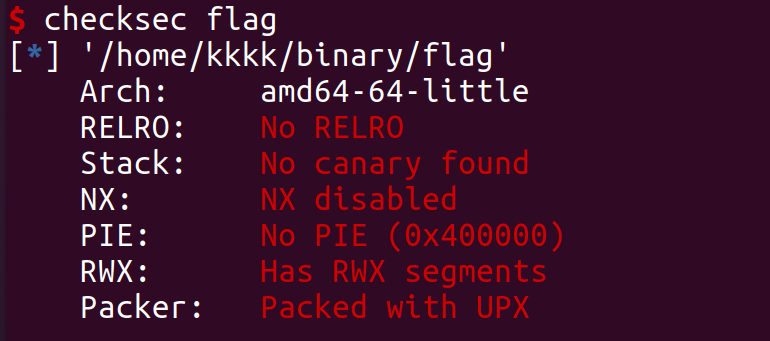 $ checksec flag
[*] '/home/kkkk/binary/flag'
Arch: amd64-64-little
RELRO: No RELRO
Stack: No canary found
NX: NX disabled
PIE: No PIE (0x400000)
RWX: Has RWX segments
Packer: Packed with UPX